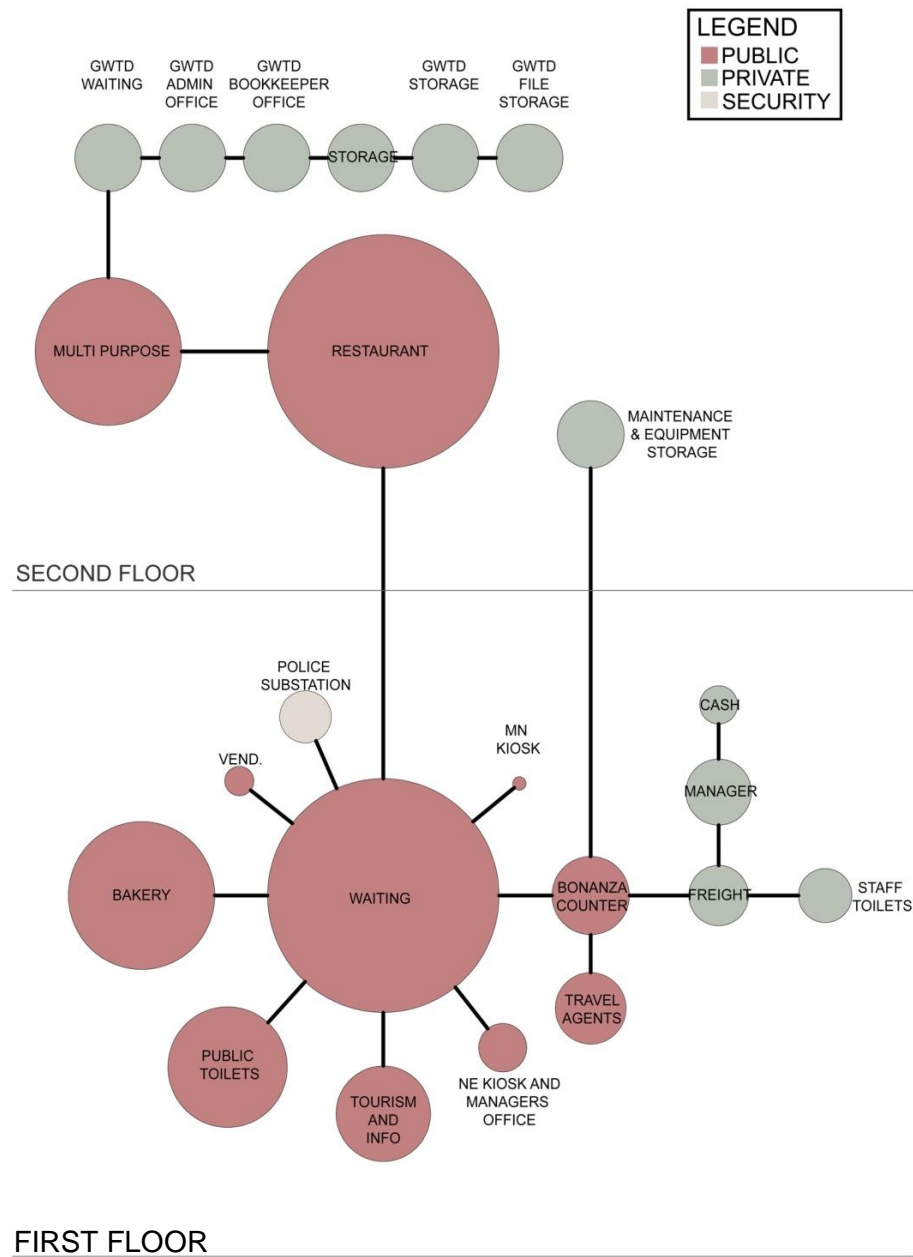 LEGEND
PUBLIC
PRIVATE
SECURITY
GWTD
WAITING
GWTD
ADMIN
OFFICE
GWTD
BOOKKEEPER
OFFICE
STORAGE
GWTD
STORAGE
GWTD
FILE
STORAGE
MULTI PURPOSE
RESTAURANT
MAINTENANCE
& EQUIPMENT
STORAGE
SECOND FLOOR
POLICE
SUBSTATION
VEND.
MN
KIOSK
CASH
MANAGER
BAKERY
WAITING
BONANZA
COUNTER
FREIGHT
STAFF
TOILETS
TRAVEL
AGENTS
PUBLIC
TOILETS
TOURISM
AND
INFO
NE KIOSK AND
MANAGERS
OFFICE
FIRST FLOOR